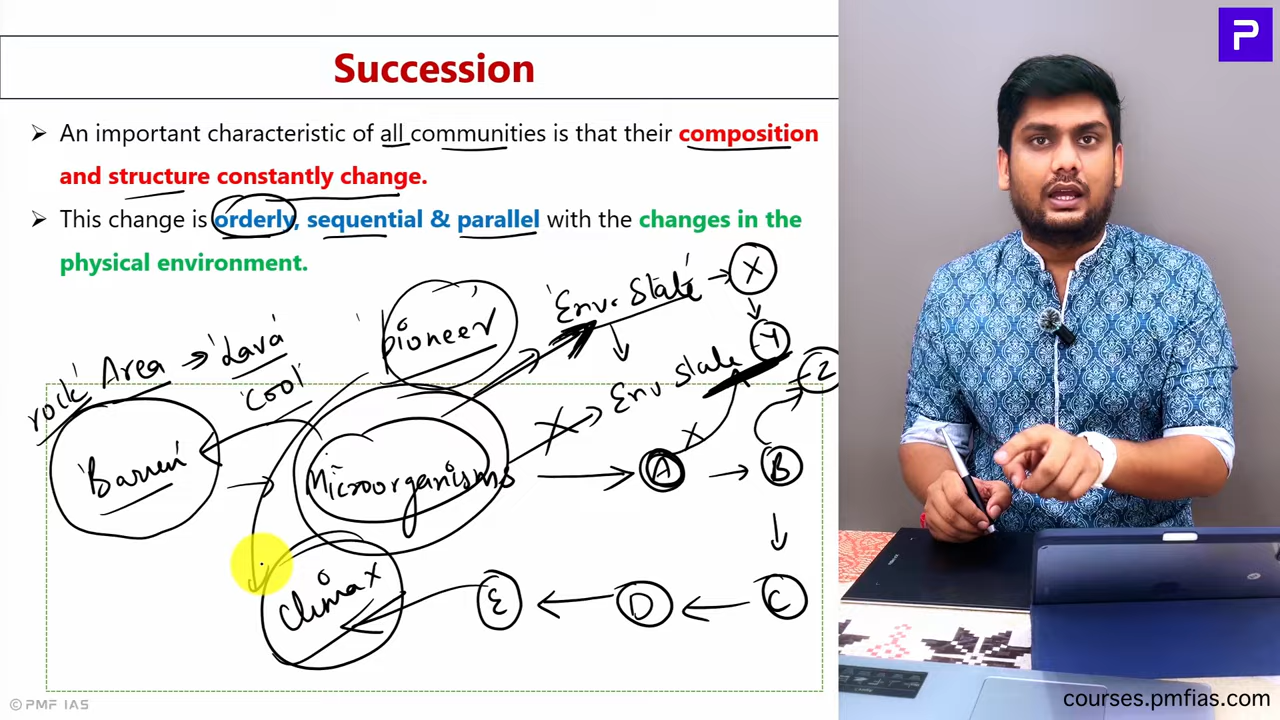 P
Succession
➤ An important characteristic of all communities is that their composition
and structure constantly change.
➤ This change is orderly, sequential & parallel with the changes in the
physical environment.
'Env. State' → X
'Pioneer'
Y
rock' Area → 'Lava'
Env State
Z
'Cool'
'Barren'
Microorganisms
A
B
Climax
E
D
C
© PMF IAS
courses.pmfias.com